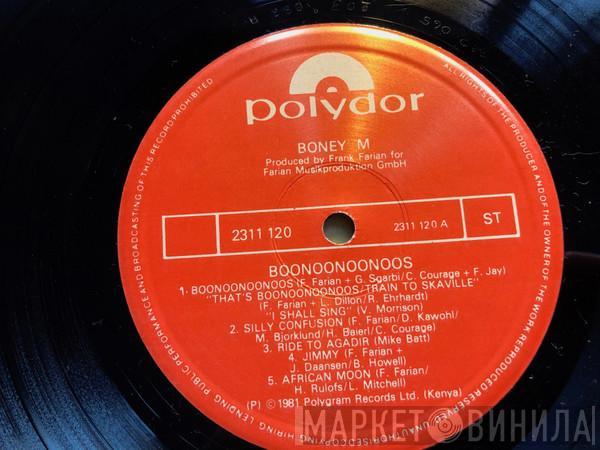 polydor
BONEY M
Produced by Frank Farian for
Farian Musikproduktion GmbH
2311 120
2311 120 A
ST
BOONOONOONOOS
1. BOONOONOONOOS (F. Farian + G. Sgarbi/ C. Courage + F. Jay)
"THAT'S BOONOONOONOOS/TRAIN TO SKAVILLE"
(F. Farian + L. Dillon/R. Ehrhardt)
"I SHALL SING" (V. Morrison)
2. SILLY CONFUSION (F. Farian/D. Kawohl/
M. Bjorklund/H. Baierl/C. Courage)
3. RIDE TO AGADIR (Mike Batt)
4. JIMMY (F. Farian +
J. Daansen/B. Howell)
5. AFRICAN MOON (F. Farian/
H. Rulofs/L. Mitchell)
(P) © 1981 Polygram Records Ltd. (Kenya)
ALL RIGHTS OF THE PRODUCER AND OF THE OWNER OF THE WORK REPRODUCED RESERVED. UNAUTHORISED COPYING, HIRING, LENDING, PUBLIC PERFORMANCE AND BROADCASTING OF THIS RECORD PROHIBITED
МАРКЕТ ВИНИЛА